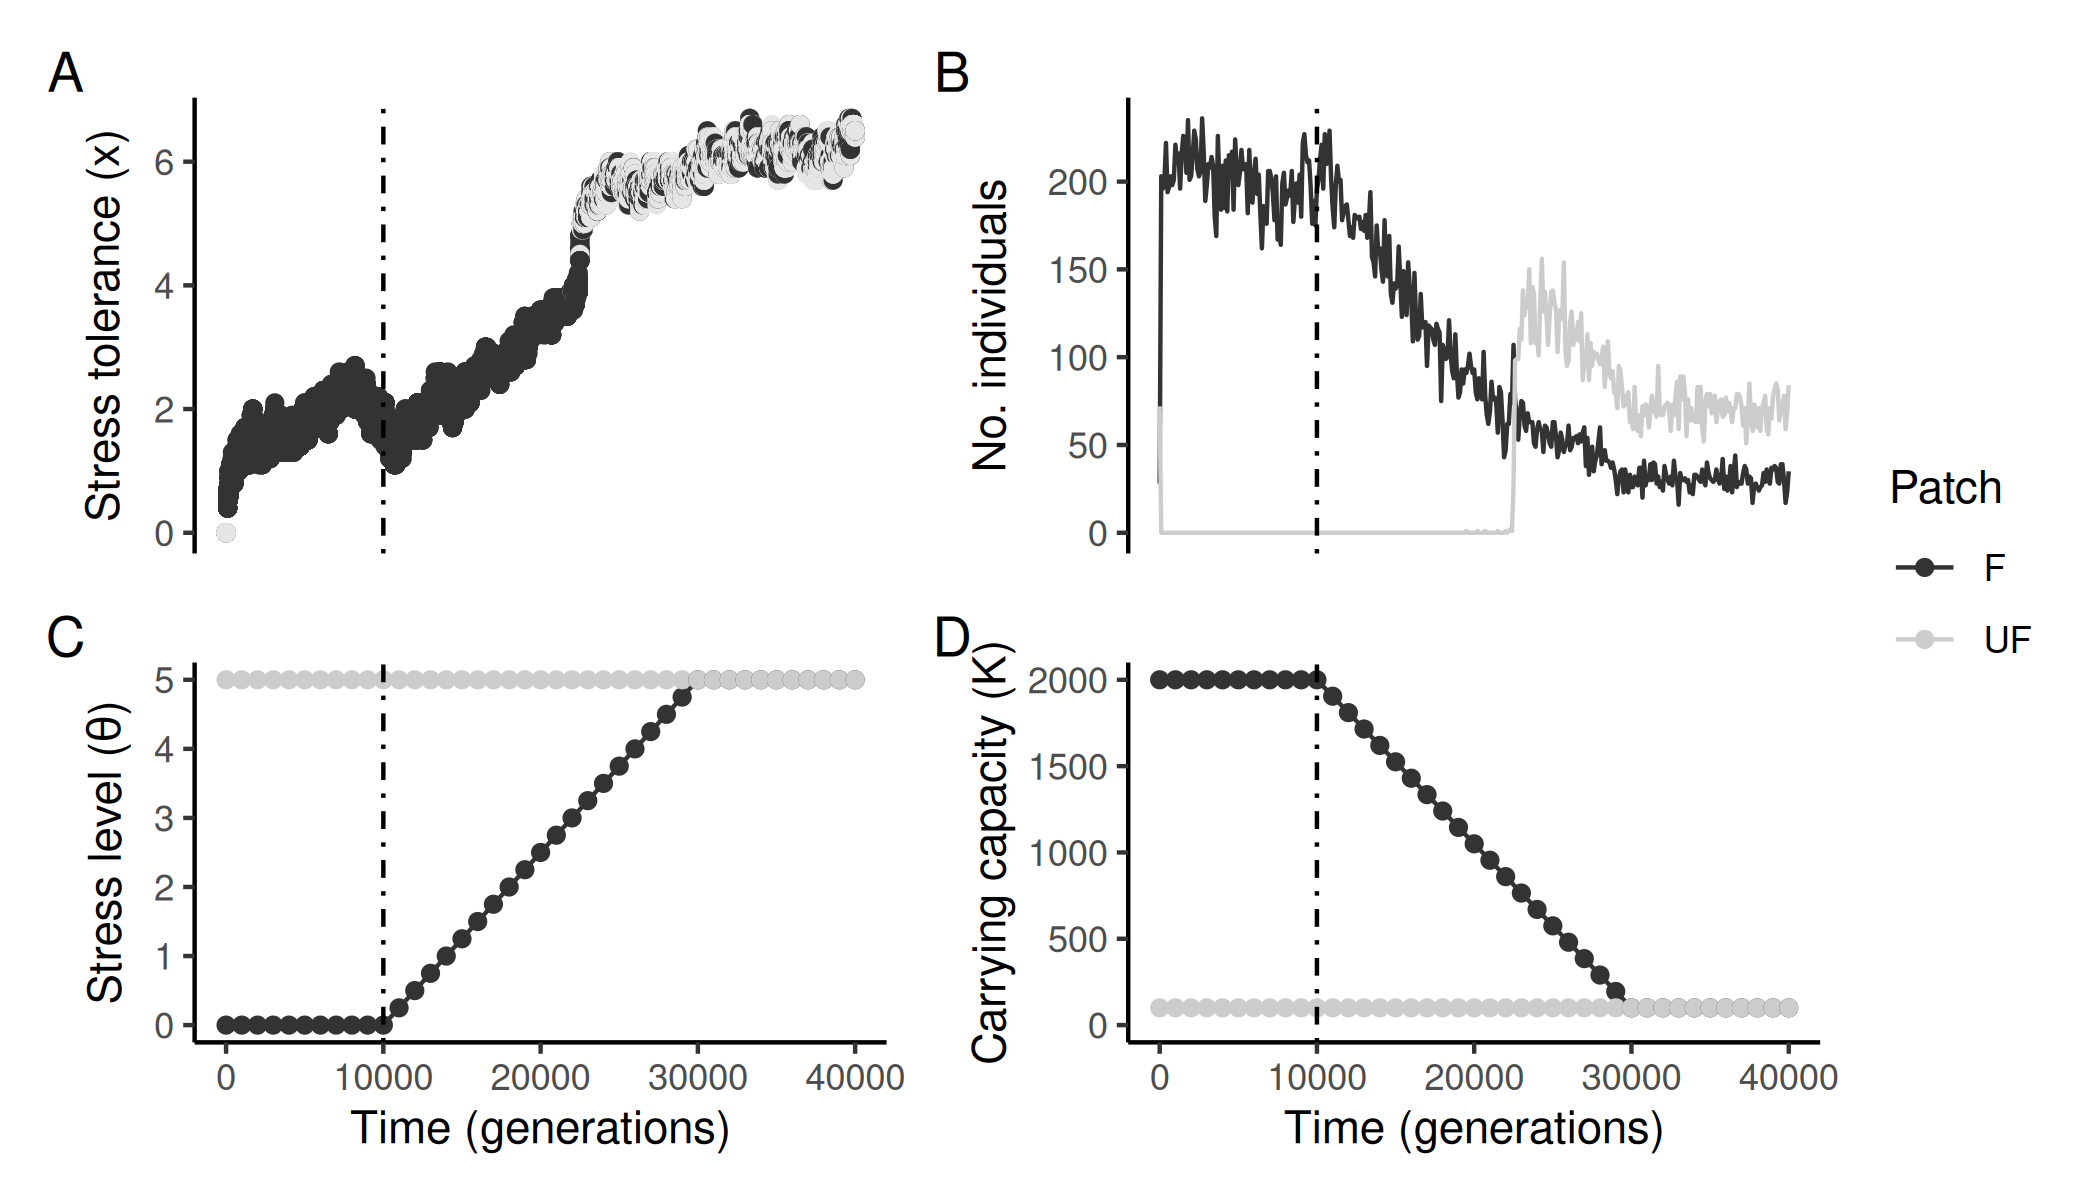 A
Stress tolerance (x)
6
4
2
0
B
No. individuals
200
150
100
50
0
Patch
F
UF
C
Stress level (θ)
5
4
3
2
1
0
0 10000 20000 30000 40000
Time (generations)
D
Carrying capacity (K)
2000
1500
1000
500
0
0 10000 20000 30000 40000
Time (generations)